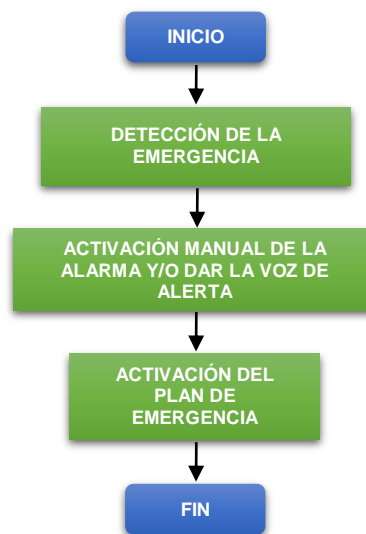 INICIO
DETECCIÓN DE LA
EMERGENCIA
ACTIVACIÓN MANUAL DE LA
ALARMA Y/O DAR LA VOZ DE
ALERTA
ACTIVACIÓN DEL
PLAN DE
EMERGENCIA
FIN